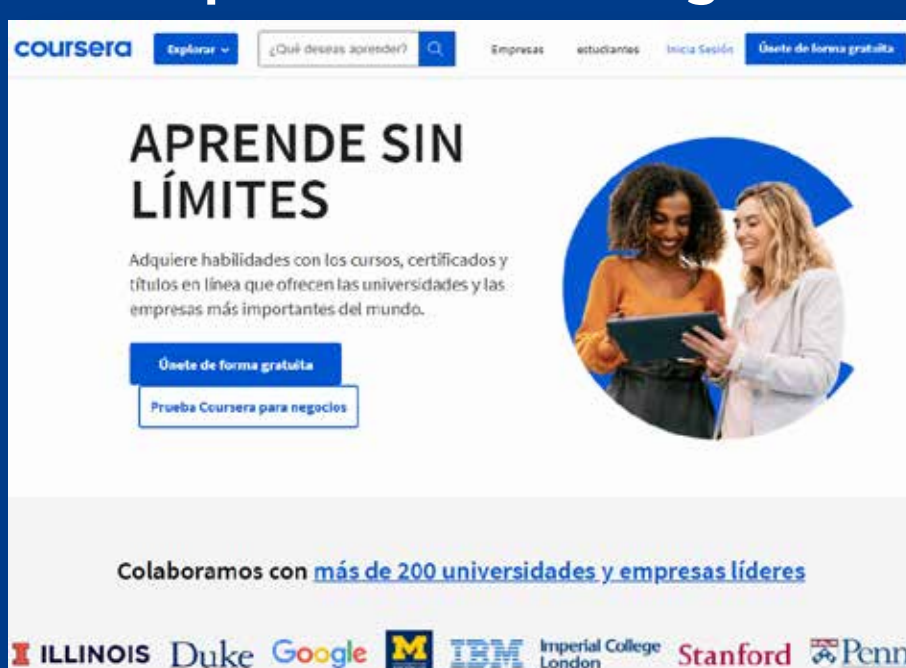 coursera
Explorar
¿Qué deseas aprender?
Empresas
estudiantes
Inicia Sesión
Únete de forma gratuita
APRENDE SIN
LÍMITES
Adquiere habilidades con los cursos, certificados y
títulos en línea que ofrecen las universidades y las
empresas más importantes del mundo.
Únete de forma gratuita
Prueba Coursera para negocios
Colaboramos con más de 200 universidades y empresas líderes
I ILLINOIS Duke Google M IBM Imperial College London Stanford Penn